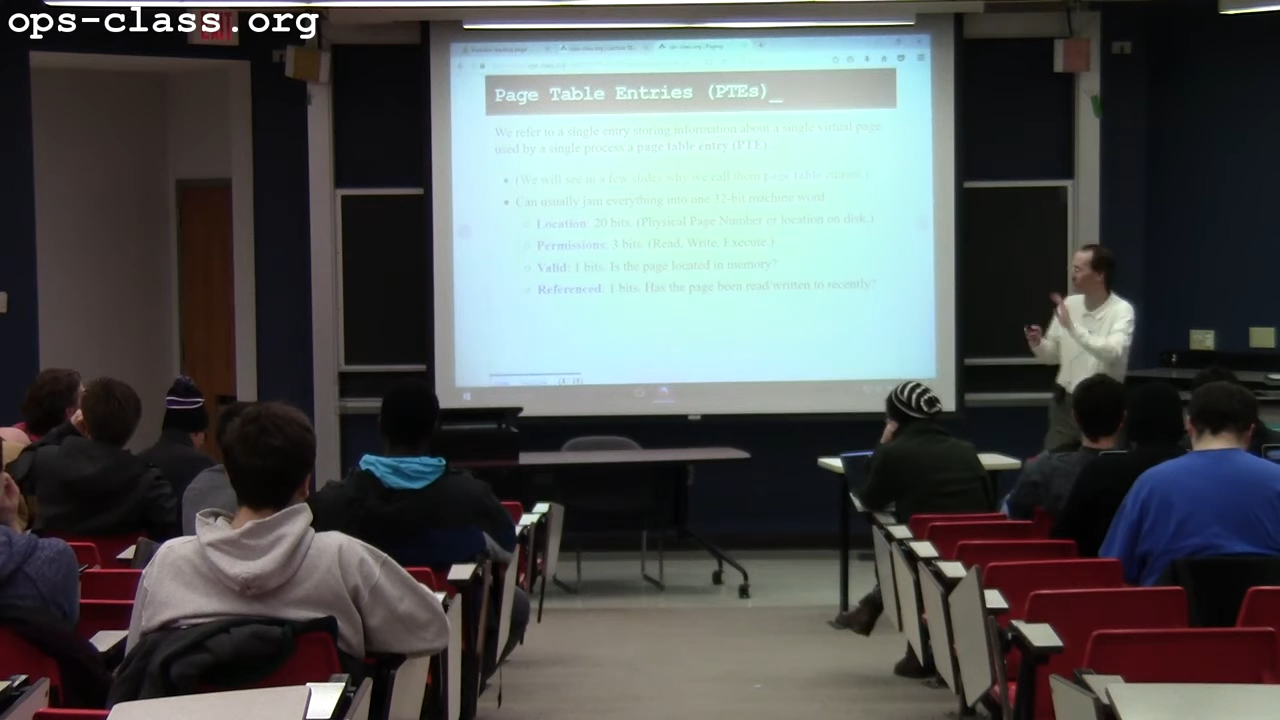 ops-class.org
EXIT
Page Table Entries (PTEs)_
We refer to a single entry storing information about a single virtual page
used by a single process a page table entry (PTE).
(We will see in a few slides why we call them page table entries.)
Can usually jam everything into one 32-bit machine word
Location: 20 bits. (Physical Page Number or location on disk.)
Permissions: 3 bits. (Read, Write, Execute.)
Valid: 1 bits. Is the page located in memory?
Referenced: 1 bits. Has the page been read/written to recently?